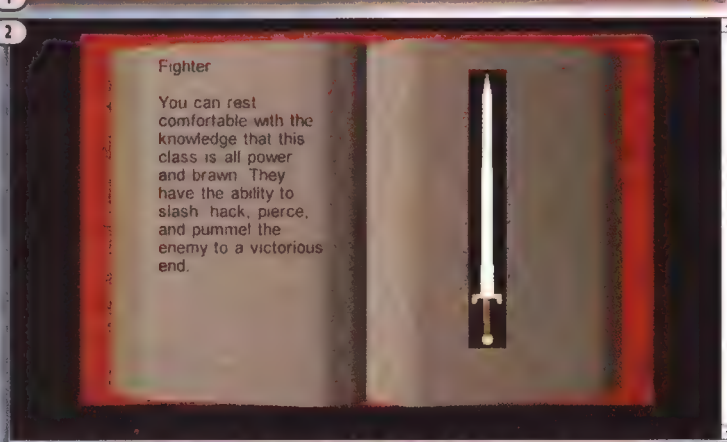 2
Fighter
You can rest
comfortable with the
knowledge that this
class is all power
and brawn They
have the ability to
slash hack, pierce,
and pummel the
enemy to a victorious
end.